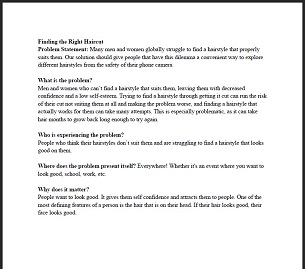 Finding the Right Haircut
Problem Statement: Many men and women globally struggle to find a hairstyle that properly
suits them. Our solution should give people that have this dilemma a convenient way to explore
different hairstyles from the safety of their phone camera.
What is the problem?
Men and women who can't find a hairstyle that suits them, leaving them with decreased
confidence and a low self-esteem. Trying to find a hairstyle through getting it cut can run the risk
of their cut not suiting them at all and making the problem worse, and finding a hairstyle that
actually works for them can take many attempts. This is especially problematic, as it can take
hair months to grow back long enough to try again.
Who is experiencing the problem?
People who think their hairstyles don't suit them and are struggling to find a hairstyle that looks
good on them.
Where does the problem present itself? Everywhere! Whether it's an event where you want to
look good, school, work, etc.
Why does it matter?
People want to look good. It gives them self confidence and attracts them to people. One of the
most defining features of a person is the hair that is on their head. If their hair looks good, their
face looks good.